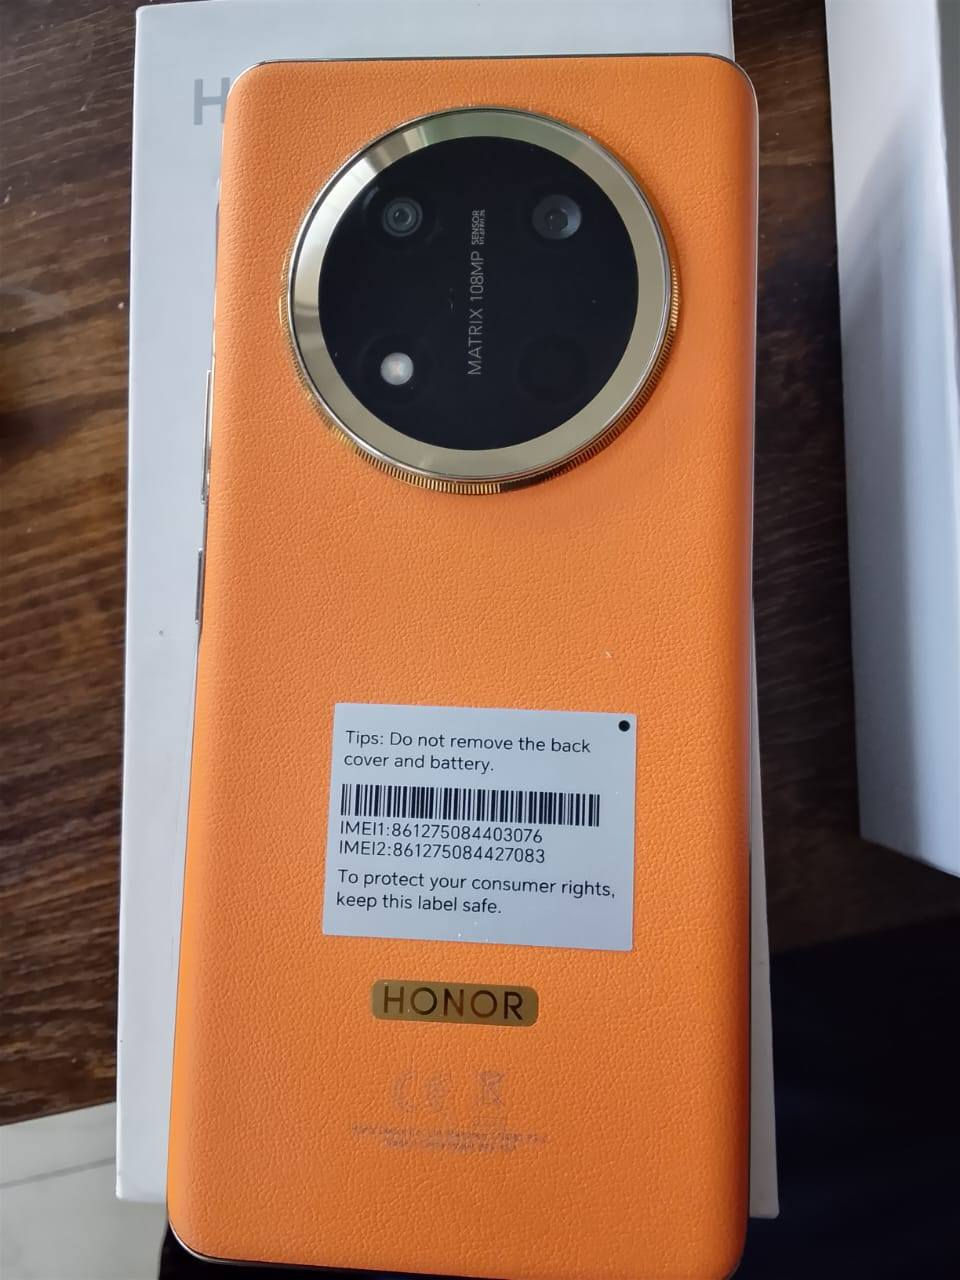 H
MATRIX 108MP SENSOR
Tips: Do not remove the back
cover and battery.
IMEI1:861275084403076
IMEI2:861275084427083
To protect your consumer rights,
keep this label safe.
HONOR
CE